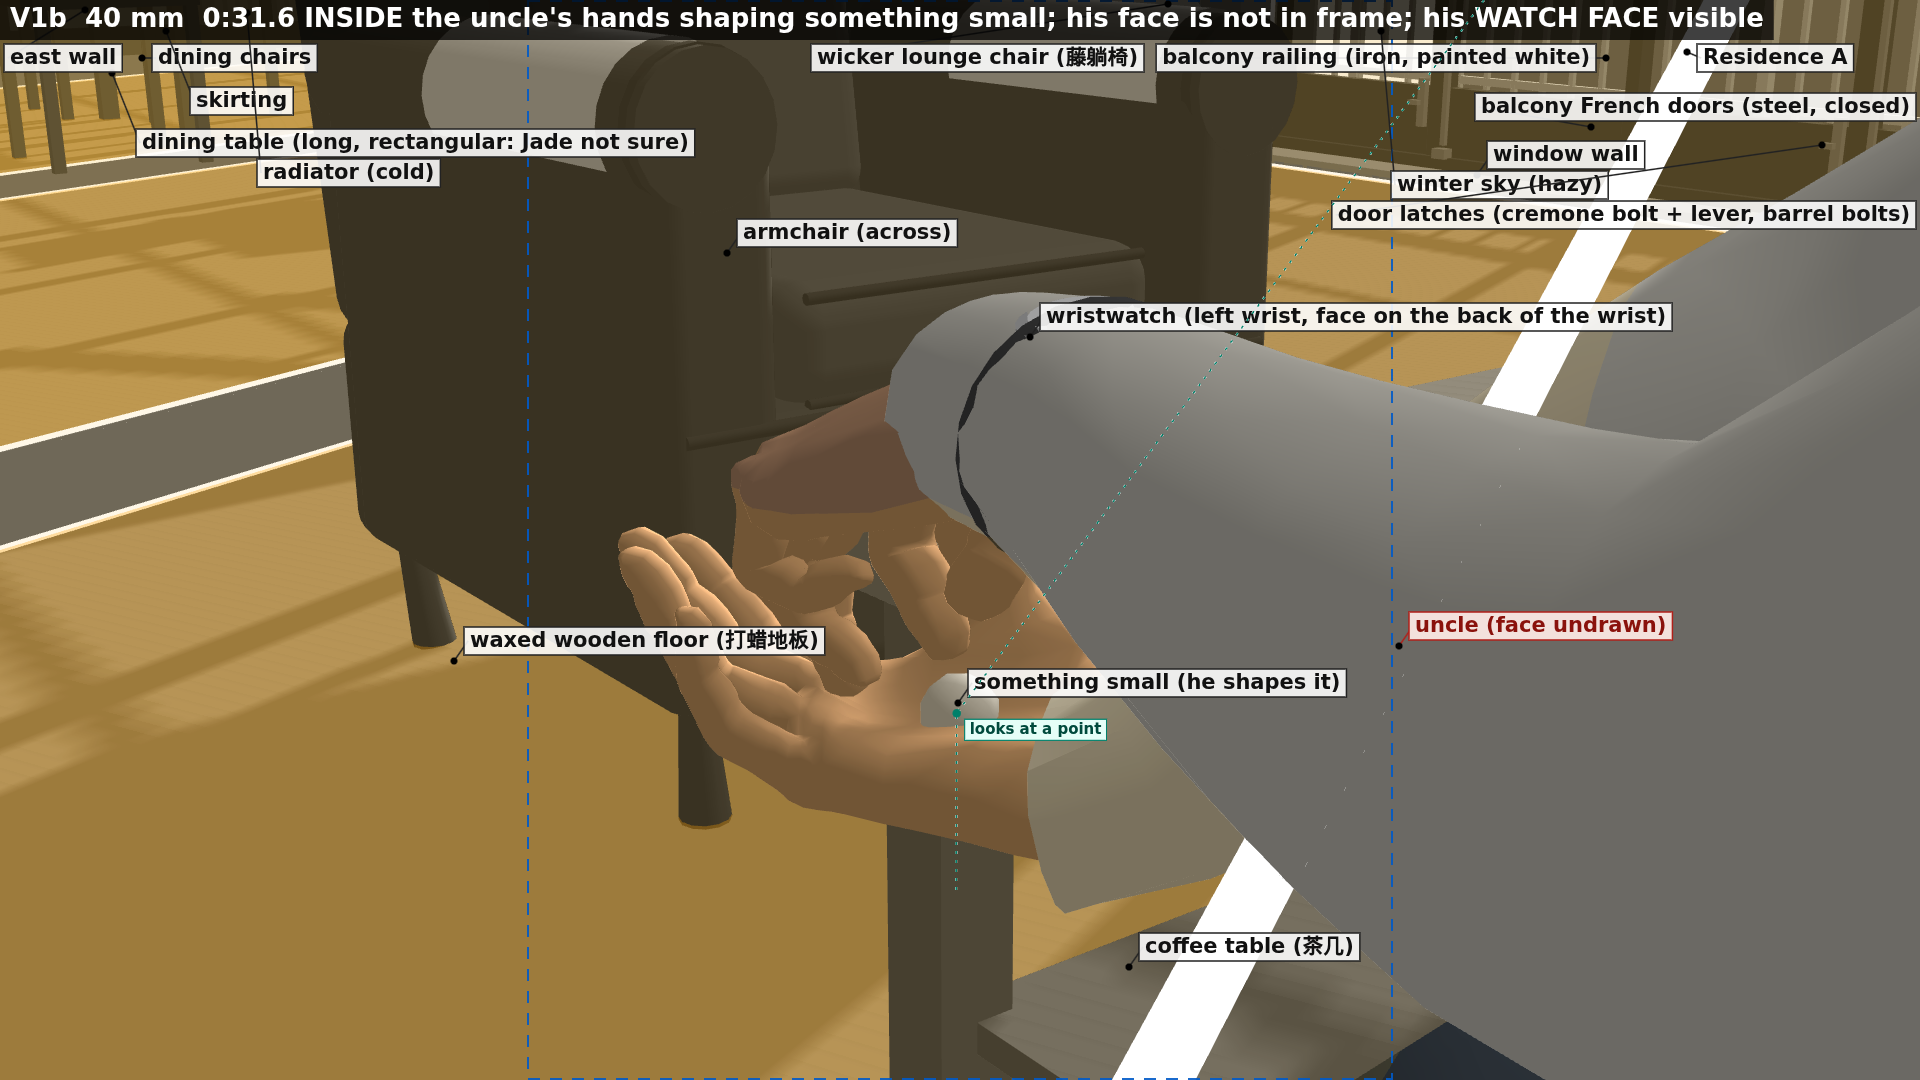 V1b 40 mm 0:31.6 INSIDE the uncle's hands shaping something small; his face is not in frame; his WATCH FACE visible
east wall
dining chairs
wicker lounge chair (藤躺椅)
balcony railing (iron, painted white)
Residence A
skirting
balcony French doors (steel, closed)
dining table (long, rectangular: Jade not sure)
window wall
radiator (cold)
winter sky (hazy)
door latches (cremone bolt + lever, barrel bolts)
armchair (across)
wristwatch (left wrist, face on the back of the wrist)
uncle (face undrawn)
waxed wooden floor (打蜡地板)
something small (he shapes it)
looks at a point
coffee table (茶几)